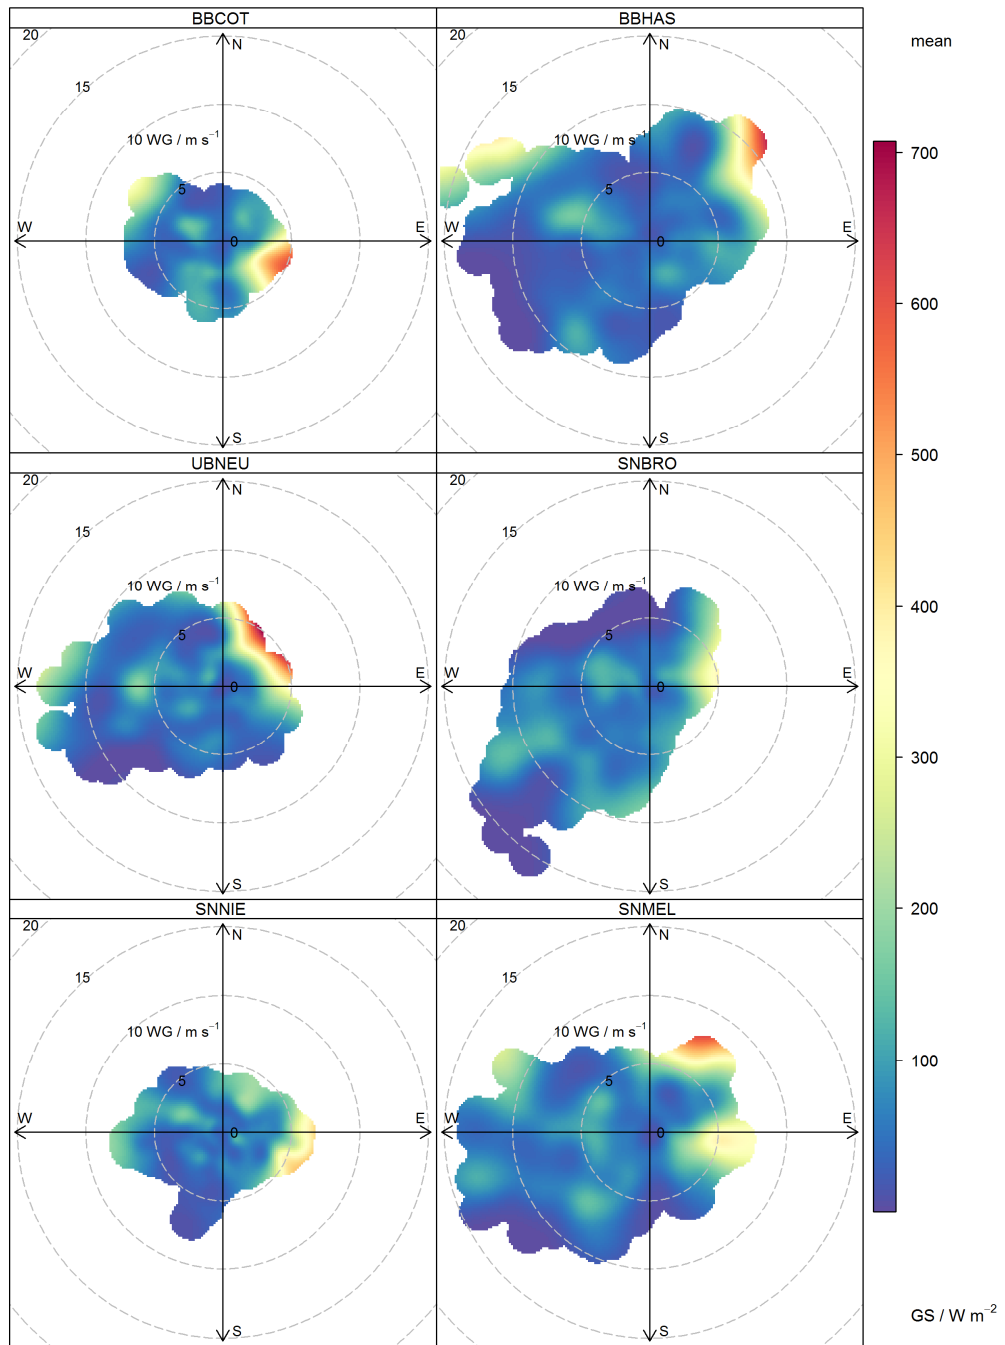 BBCOT
BBHAS
mean
20
N
15
10 WG / m s⁻¹
5
W
0
E
S
20
N
15
10 WG / m s⁻¹
5
W
0
E
S
700
600
500
400
300
200
100
UBNEU
SNBRO
20
N
15
10 WG / m s⁻¹
5
W
0
E
S
20
N
15
10 WG / m s⁻¹
5
W
0
E
S
SNNIE
SNMEL
20
N
15
10 WG / m s⁻¹
5
W
0
E
S
20
N
15
10 WG / m s⁻¹
5
W
0
E
S
GS / W m⁻²